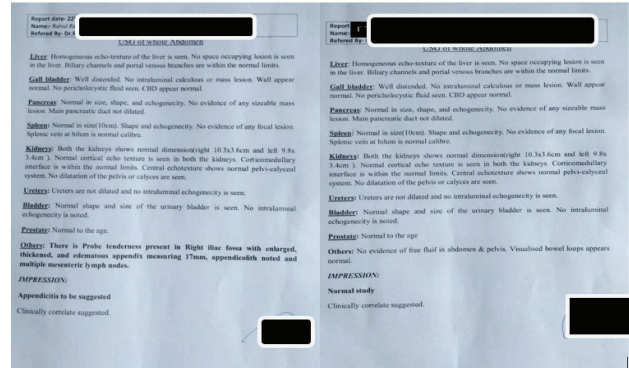 Report date- 22
Name:- Rahul Ra
Refered By- Dr.
USG of whole Abdomen
Liver: Homogeneous echo-texture of the liver is seen. No space occupying lesion is seen
in the liver. Biliary channels and portal venous branches are within the normal limits.
Gall bladder: Well distended. No intraluminal calculous or mass lesion. Wall appear
normal. No pericholecystic fluid seen. CBD appear normal.
Pancreas: Normal in size, shape, and echogenecity. No evidence of any sizeable mass
lesion. Main pancreatic duct not dilated.
Spleen: Normal in size(10cm). Shape and echogenecity. No evidence of any focal lesion.
Splenic vein at hilum is normal calibre.
Kidneys: Both the kidneys shows normal dimension(right 10.3x3.6cm and left 9.8x
3.4cm ). Normal cortical echo texture is seen in both the kidneys. Corticomedullary
interface is within the normal limits. Central echotexture shows normal pelvi-calyceal
system. No dilatation of the pelvis or calyces are seen.
Ureters: Ureters are not dilated and no intraluminal echogenecity is seen.
Bladder: Normal shape and size of the urinary bladder is seen. No intraluminal
echogenecity is noted.
Prostate: Normal to the age.
Others: There is Probe tenderness present in Right iliac fossa with enlarged,
thickened, and edematous appendix measuring 17mm, appendicolith noted and
multiple mesenteric lymph nodes.
IMPRESSION:
Appendicitis to be suggested
Clinically correlate suggested.
Report
Name:
Refered By-
USG of whole Abdomen
Liver: Homogeneous echo-texture of the liver is seen. No space occupying lesion is seen
in the liver. Biliary channels and portal venous branches are within the normal limits.
Gall bladder: Well distended. No intraluminal calculous or mass lesion. Wall appear
normal. No pericholecystic fluid seen. CBD appear normal.
Pancreas: Normal in size, shape, and echogenecity. No evidence of any sizeable mass
lesion. Main pancreatic duct not dilated.
Spleen: Normal in size(10cm). Shape and echogenecity. No evidence of any focal lesion.
Splenic vein at hilum is normal calibre.
Kidneys: Both the kidneys shows normal dimension(right 10.3x3.6cm and left 9.8x
3.4cm ). Normal cortical echo texture is seen in both the kidneys. Corticomedullary
interface is within the normal limits. Central echotexture shows normal pelvi-calyceal
system. No dilatation of the pelvis or calyces are seen.
Ureters: Ureters are not dilated and no intraluminal echogenecity is seen.
Bladder: Normal shape and size of the urinary bladder is seen. No intraluminal
echogenecity is noted.
Prostate: Normal to the age
Others: No evidence of free fluif in abdomen & pelvis. Visualised bowel loops appears
normal.
IMPRESSION:
Normal study
Clinically correlate suggested.